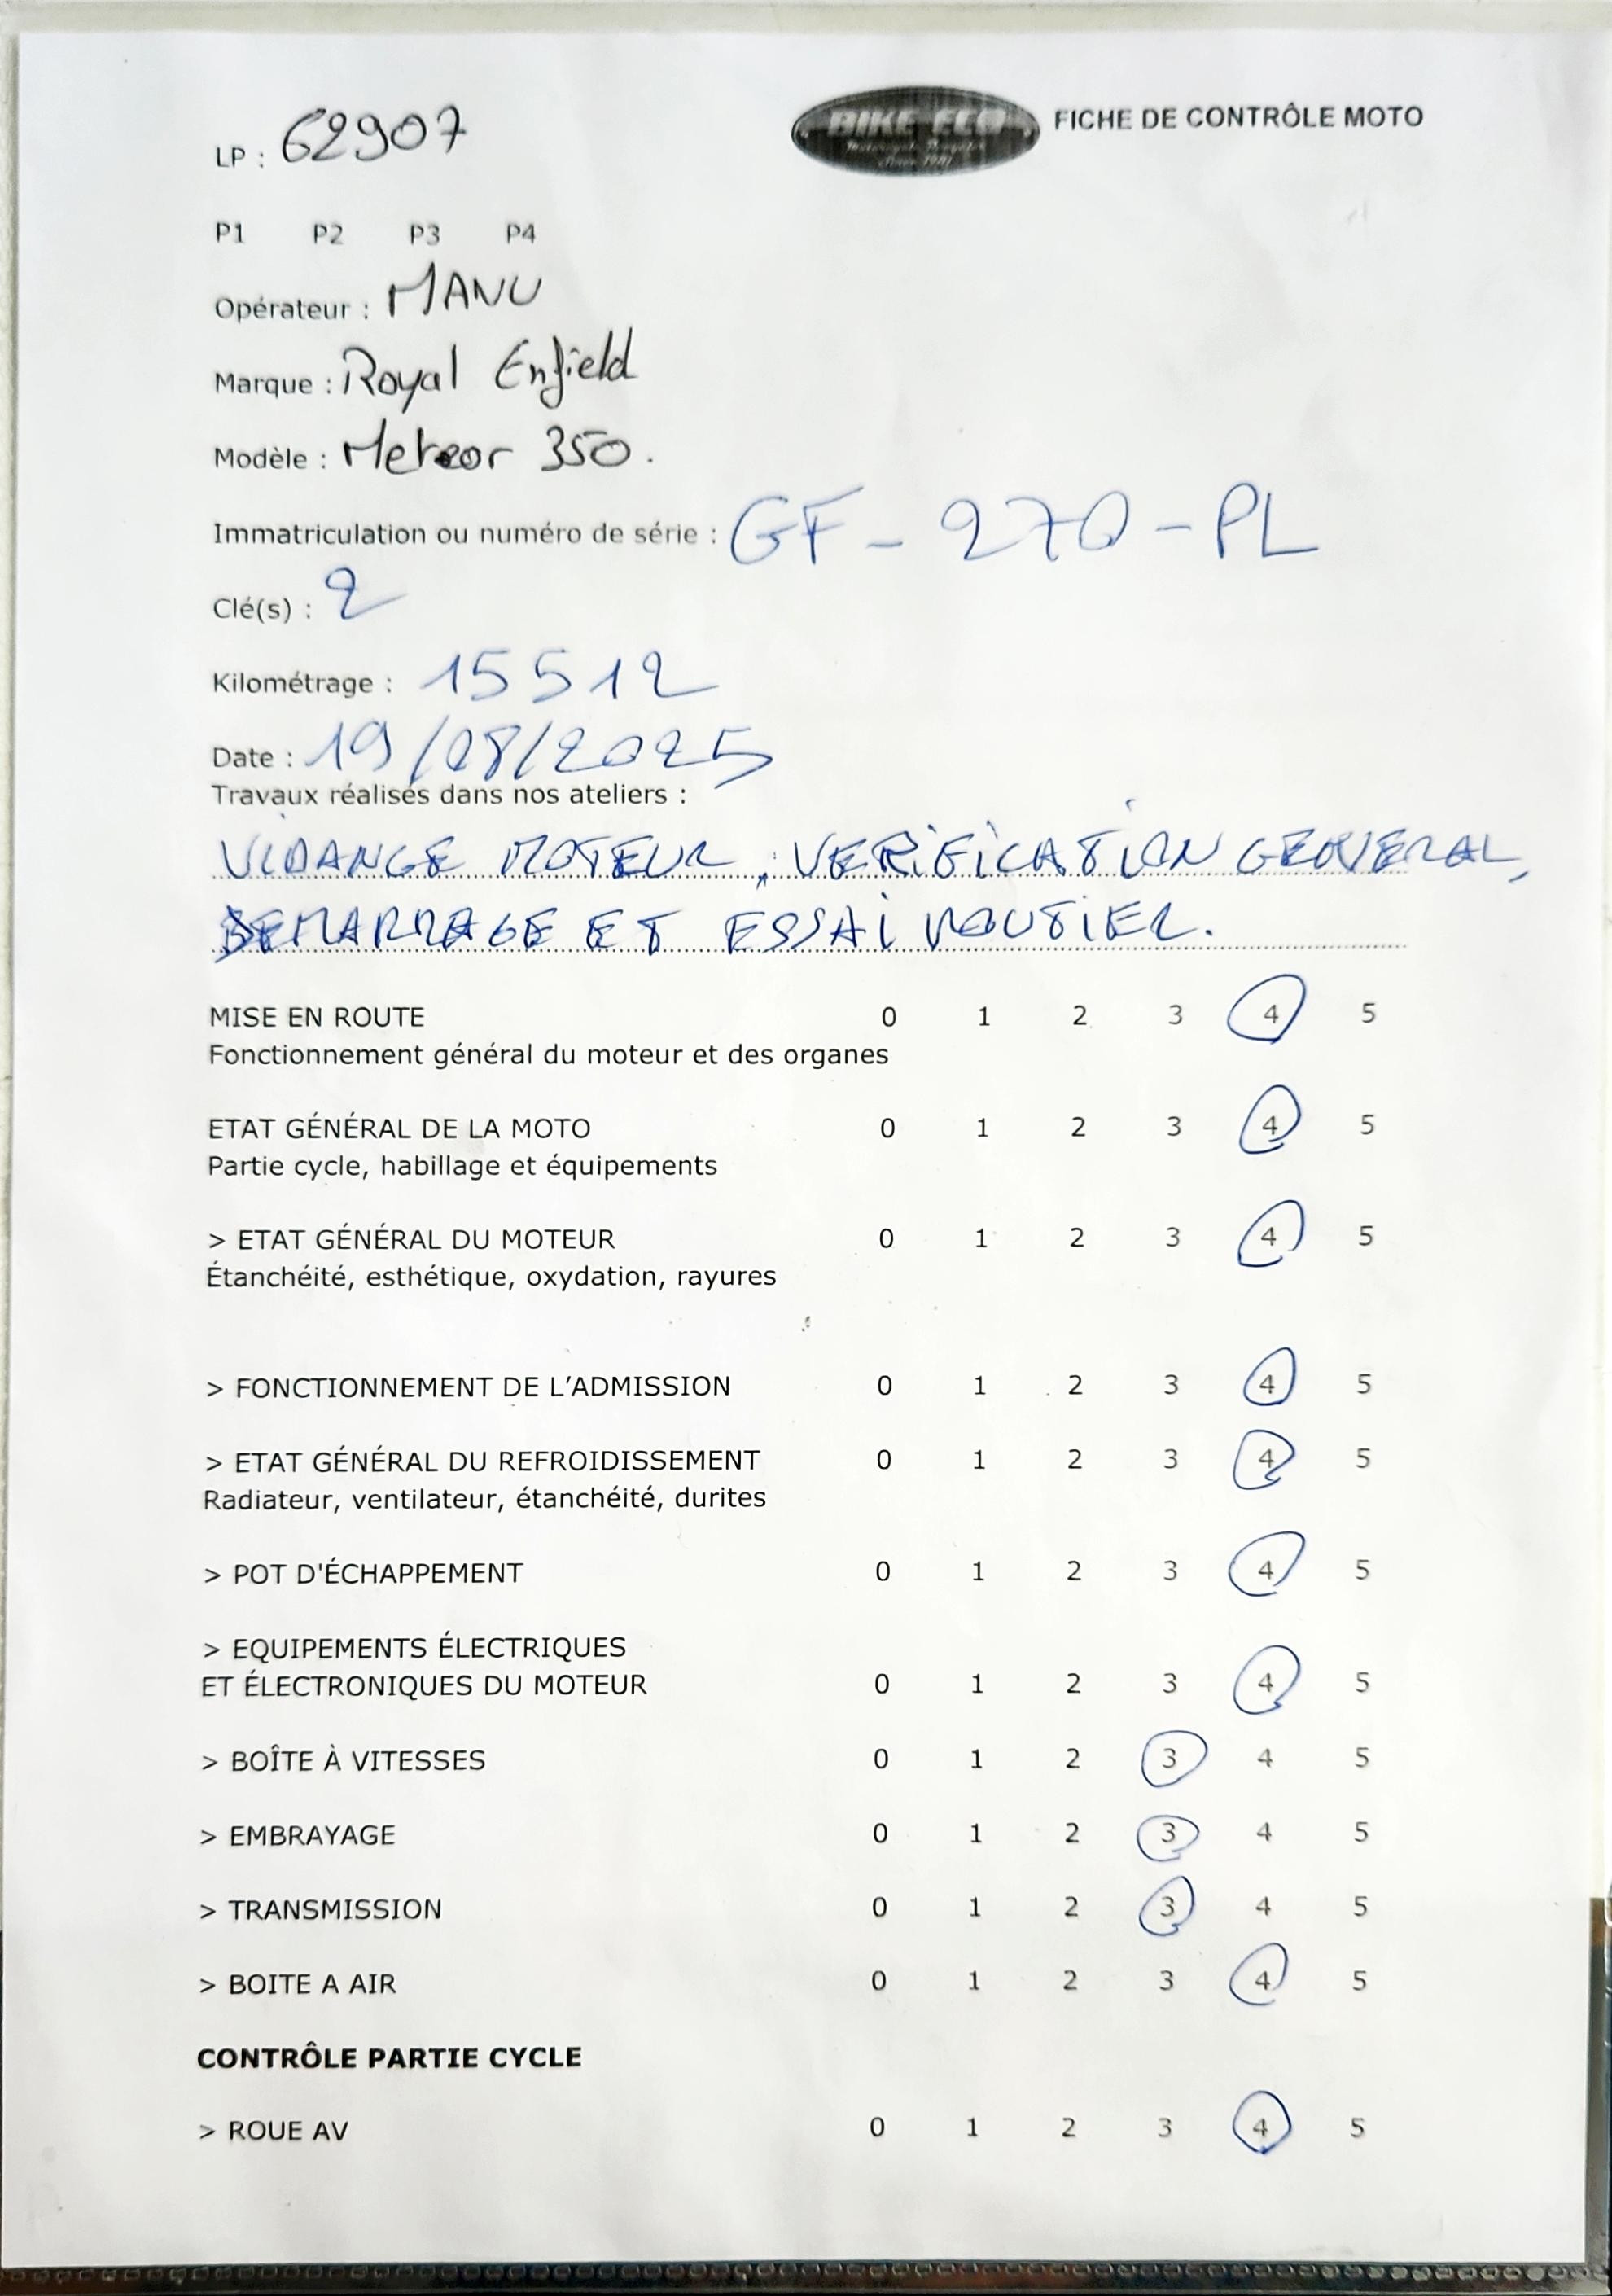 LP : 62907
BIKE ECO FICHE DE CONTRÔLE MOTO
P1 P2 P3 P4
Opérateur : MANU
Marque : Royal Enfield
Modèle : Meteor 350.
Immatriculation ou numéro de série : GF-270-PL
Clé(s) : 2
Kilométrage : 15512
Date : 19/08/2025
Travaux réalisés dans nos ateliers :
VIDANGE MOTEUR, VERIFICATION GENERAL,
DEMARRAGE ET ESSAI ROUTIER.
MISE EN ROUTE 0 1 2 3 4 5
Fonctionnement général du moteur et des organes
ETAT GÉNÉRAL DE LA MOTO 0 1 2 3 4 5
Partie cycle, habillage et équipements
> ETAT GÉNÉRAL DU MOTEUR 0 1 2 3 4 5
Étanchéité, esthétique, oxydation, rayures
> FONCTIONNEMENT DE L'ADMISSION 0 1 2 3 4 5
> ETAT GÉNÉRAL DU REFROIDISSEMENT 0 1 2 3 4 5
Radiateur, ventilateur, étanchéité, durites
> POT D'ÉCHAPPEMENT 0 1 2 3 4 5
> EQUIPEMENTS ÉLECTRIQUES
ET ÉLECTRONIQUES DU MOTEUR 0 1 2 3 4 5
> BOÎTE À VITESSES 0 1 2 3 4 5
> EMBRAYAGE 0 1 2 3 4 5
> TRANSMISSION 0 1 2 3 4 5
> BOITE A AIR 0 1 2 3 4 5
CONTRÔLE PARTIE CYCLE
> ROUE AV 0 1 2 3 4 5